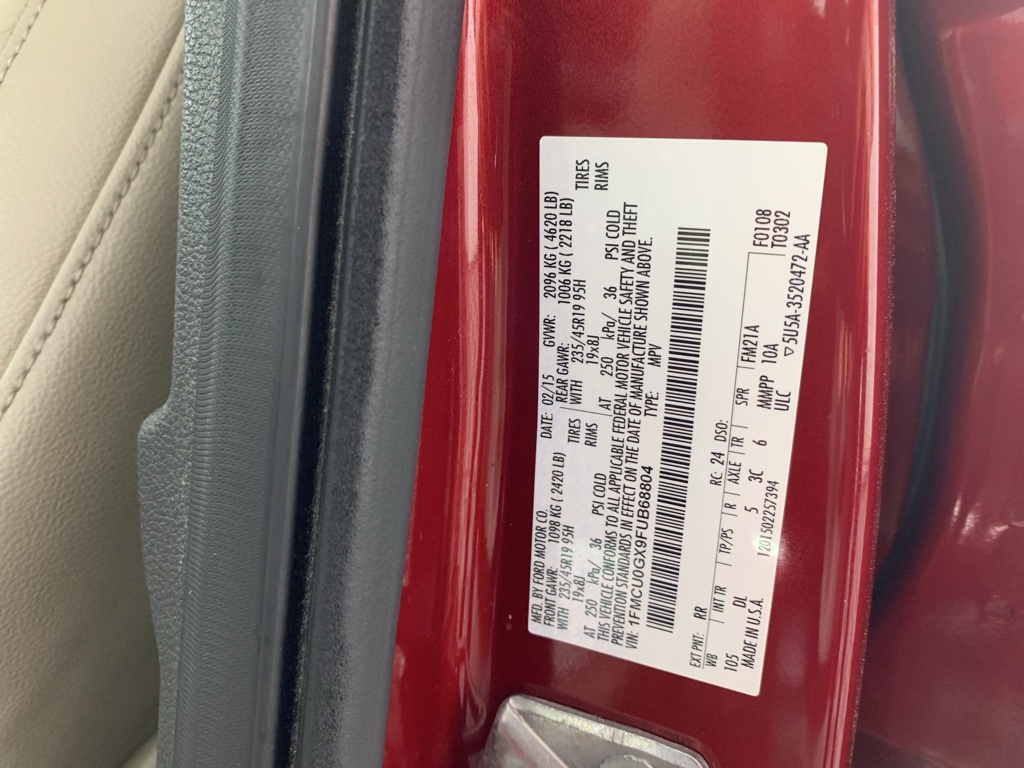 MFD. BY FORD MOTOR CO. DATE: 02/15 GVWR: 2096 KG ( 4620 LB)
FRONT GAWR: 1098 KG ( 2420 LB) REAR GAWR: 1006 KG ( 2218 LB)
WITH 235/45R19 95H TIRES WITH 235/45R19 95H TIRES
19x8J RIMS 19x8J RIMS
AT 250 kPa/ 36 PSI COLD AT 250 kPa/ 36 PSI COLD
THIS VEHICLE CONFORMS TO ALL APPLICABLE FEDERAL MOTOR VEHICLE SAFETY AND THEFT
PREVENTION STANDARDS IN EFFECT ON THE DATE OF MANUFACTURE SHOWN ABOVE.
VIN: 1FMCU0GX9FUB68804 TYPE: MPV
EXT PNT: RR RC: 24 DSO: F0108
WB INT TR TP/PS R AXLE TR SPR FM21A T0302
105 DL 5 3C 6 MMPP 10A
MADE IN U.S.A. 1201502257394 ULC ▽5U5A-3520472-AA